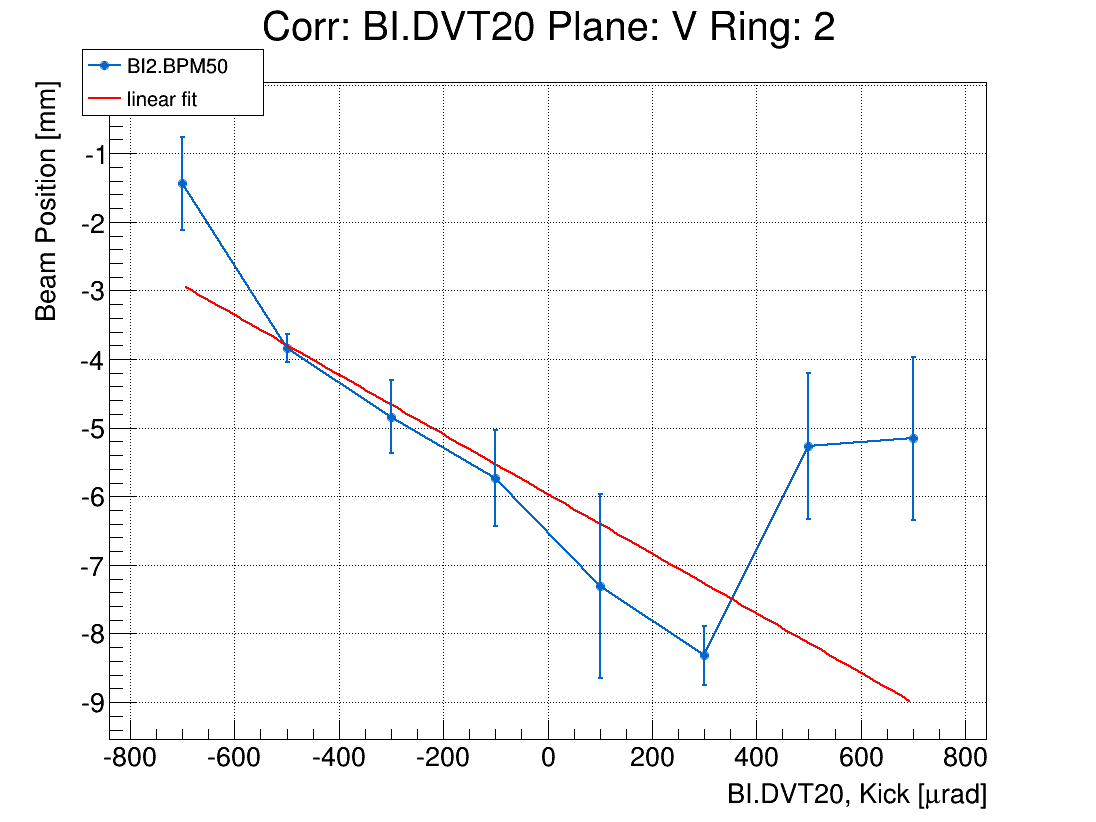 Corr: BI.DVT20 Plane: V Ring: 2
BI2.BPM50
linear fit
Beam Position [mm]
-1
-2
-3
-4
-5
-6
-7
-8
-9
-800 -600 -400 -200 0 200 400 600 800
BI.DVT20, Kick [μrad]